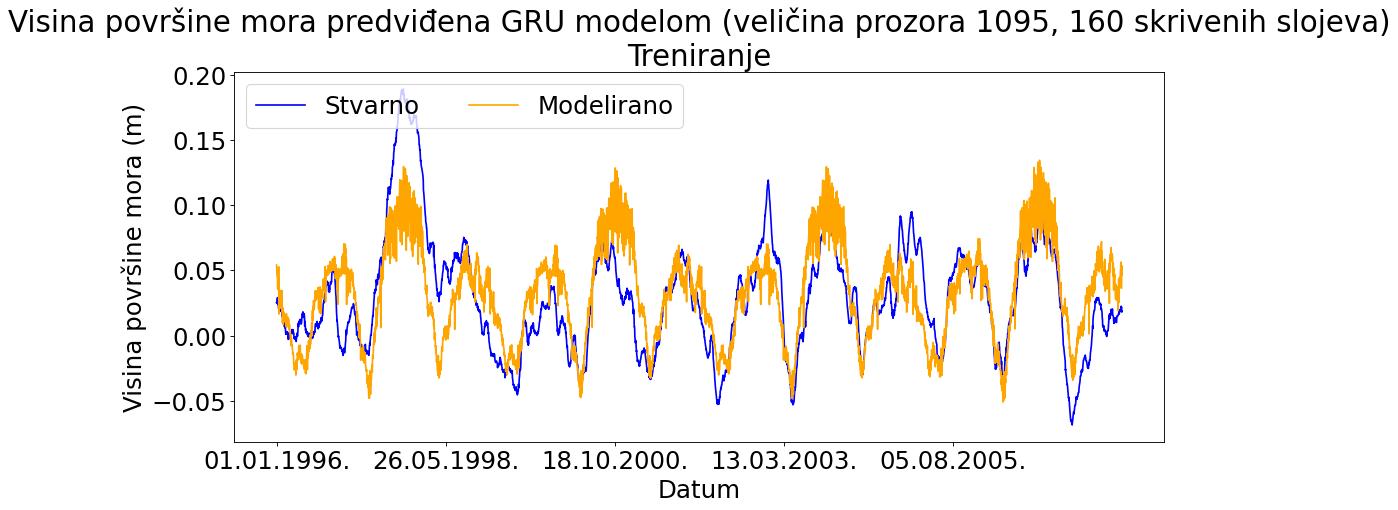 Visina površine mora predviđena GRU modelom (veličina prozora 1095, 160 skrivenih slojeva)
Treniranje
Stvarno
Modelirano
Visina površine mora (m)
0.20
0.15
0.10
0.05
0.00
−0.05
01.01.1996.
26.05.1998.
18.10.2000.
13.03.2003.
05.08.2005.
Datum